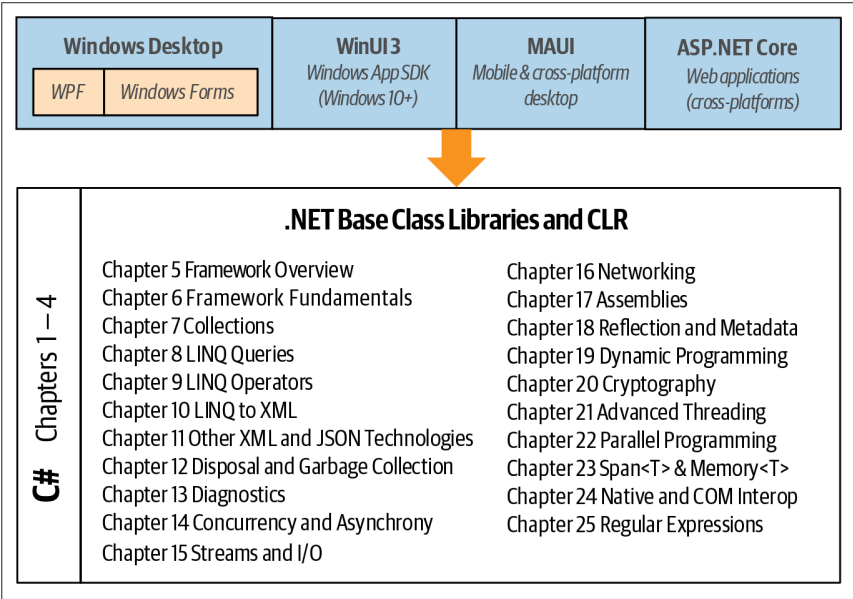 Windows Desktop
WPF
Windows Forms
WinUI 3
Windows App SDK
(Windows 10+)
MAUI
Mobile & cross-platform
desktop
ASP.NET Core
Web applications
(cross-platforms)
C# Chapters 1 – 4
.NET Base Class Libraries and CLR
Chapter 5 Framework Overview
Chapter 6 Framework Fundamentals
Chapter 7 Collections
Chapter 8 LINQ Queries
Chapter 9 LINQ Operators
Chapter 10 LINQ to XML
Chapter 11 Other XML and JSON Technologies
Chapter 12 Disposal and Garbage Collection
Chapter 13 Diagnostics
Chapter 14 Concurrency and Asynchrony
Chapter 15 Streams and I/O
Chapter 16 Networking
Chapter 17 Assemblies
Chapter 18 Reflection and Metadata
Chapter 19 Dynamic Programming
Chapter 20 Cryptography
Chapter 21 Advanced Threading
Chapter 22 Parallel Programming
Chapter 23 Span<T> & Memory<T>
Chapter 24 Native and COM Interop
Chapter 25 Regular Expressions